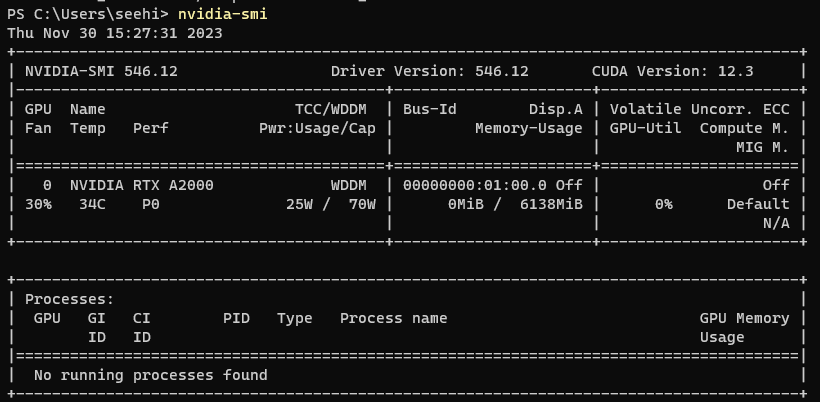 PS C:\Users\seehi> nvidia-smi
Thu Nov 30 15:27:31 2023
+---------------------------------------------------------------------------------------+
| NVIDIA-SMI 546.12                 Driver Version: 546.12       CUDA Version: 12.3     |
|-----------------------------------------+----------------------+----------------------+
| GPU  Name                     TCC/WDDM  | Bus-Id        Disp.A | Volatile Uncorr. ECC |
| Fan  Temp   Perf          Pwr:Usage/Cap |         Memory-Usage | GPU-Util  Compute M. |
|                                         |                      |               MIG M. |
|=========================================+======================+======================|
|   0  NVIDIA RTX A2000             WDDM  | 00000000:01:00.0 Off |                  Off |
| 30%   34C    P0              25W /  70W |      0MiB /  6138MiB |      0%      Default |
|                                         |                      |                  N/A |
+-----------------------------------------+----------------------+----------------------+
+---------------------------------------------------------------------------------------+
| Processes:                                                                            |
|  GPU   GI   CI        PID   Type   Process name                            GPU Memory |
|        ID   ID                                                             Usage      |
|=======================================================================================|
|  No running processes found                                                           |
+---------------------------------------------------------------------------------------+